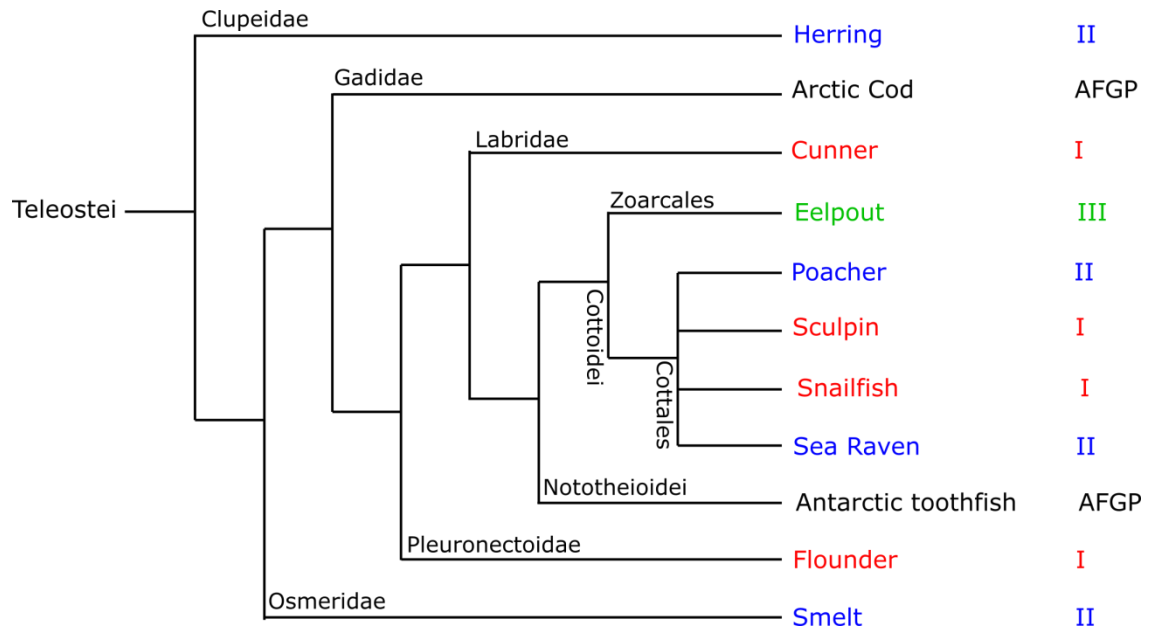 Clupeidae
Herring II
Gadidae
Arctic Cod AFGP
Labridae
Cunner I
Teleostei
Zoarcales
Eelpout III
Poacher II
Cottoidei
Sculpin I
Cottales
Snailfish I
Sea Raven II
Nototheioidei
Antarctic toothfish AFGP
Pleuronectoidae
Flounder I
Osmeridae
Smelt II